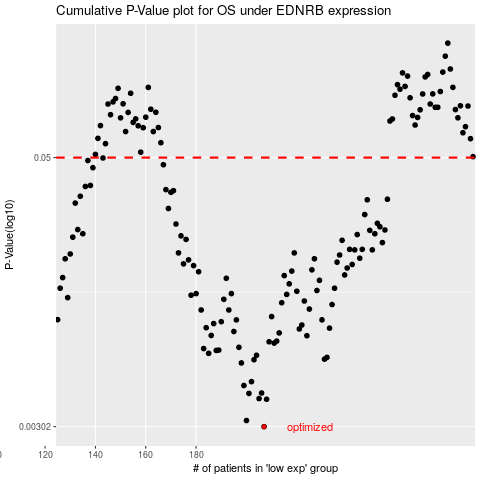 Cumulative P-Value plot for OS under EDNRB expression
P-Value(log10)
0.05
0.00302
optimized
0 120 140 160 180
# of patients in 'low exp' group